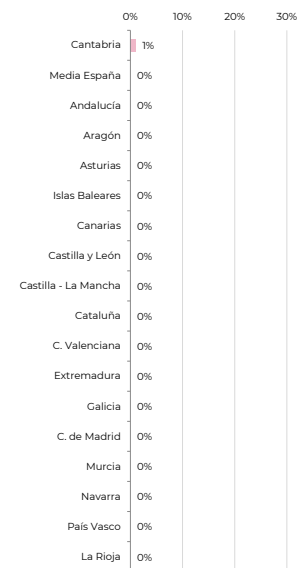 0% 10% 20% 30%
Cantabria 1%
Media España 0%
Andalucía 0%
Aragón 0%
Asturias 0%
Islas Baleares 0%
Canarias 0%
Castilla y León 0%
Castilla - La Mancha 0%
Cataluña 0%
C. Valenciana 0%
Extremadura 0%
Galicia 0%
C. de Madrid 0%
Murcia 0%
Navarra 0%
País Vasco 0%
La Rioja 0%